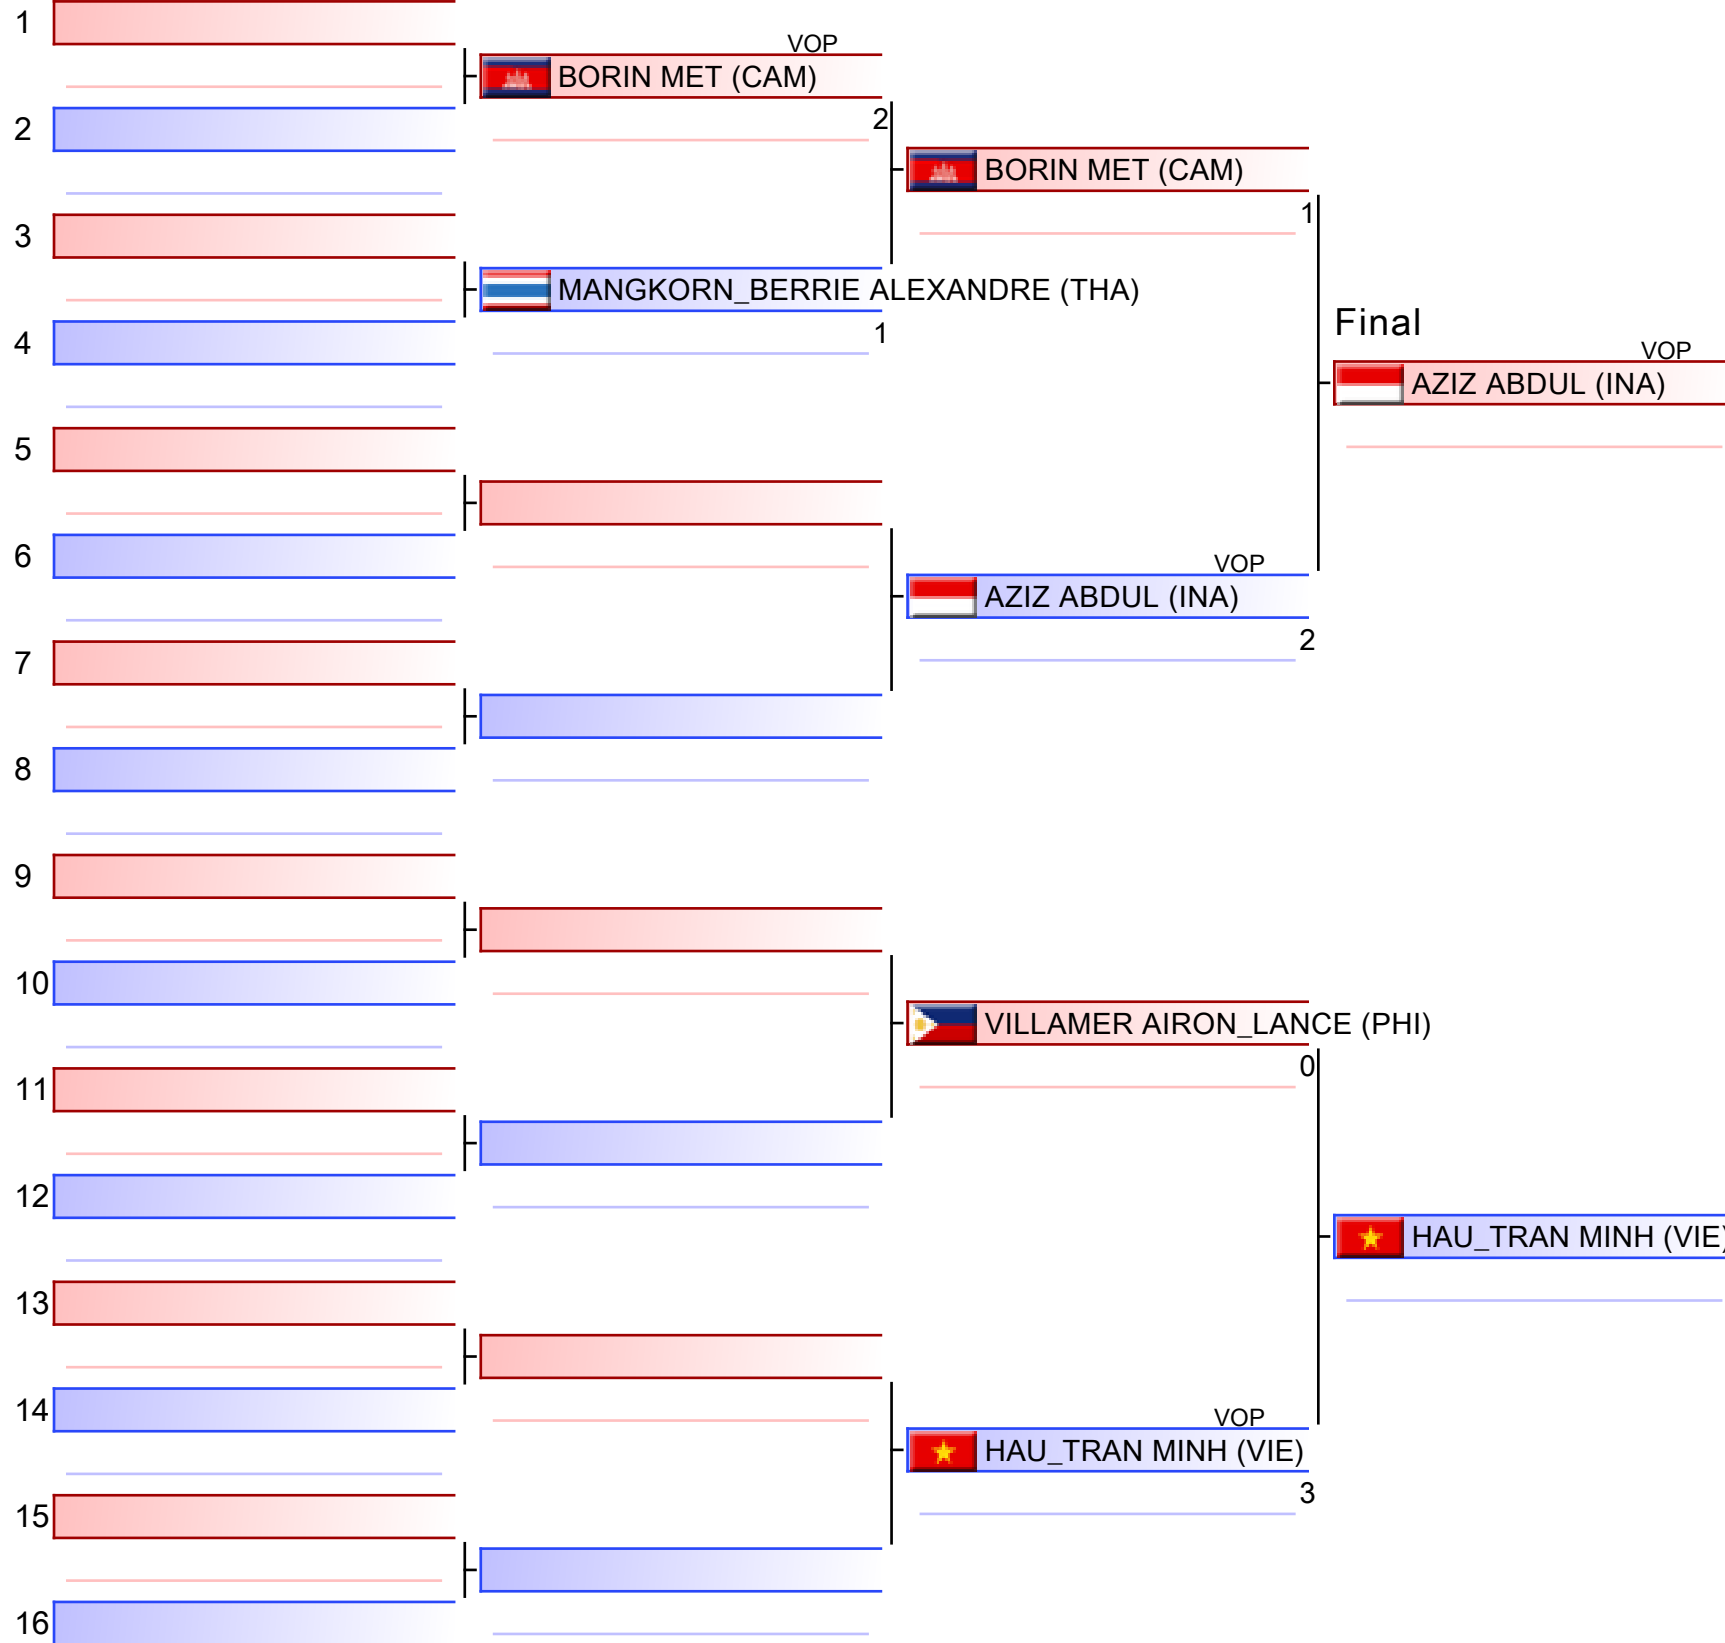 1
VOP
BORIN MET (CAM)
2
2
BORIN MET (CAM)
1
3
MANGKORN_BERRIE ALEXANDRE (THA)
1
4
Final
VOP
AZIZ ABDUL (INA)
5
6
VOP
AZIZ ABDUL (INA)
2
7
8
9
10
VILLAMER AIRON_LANCE (PHI)
0
11
12
HAU_TRAN MINH (VIE)
13
14
VOP
HAU_TRAN MINH (VIE)
3
15
16